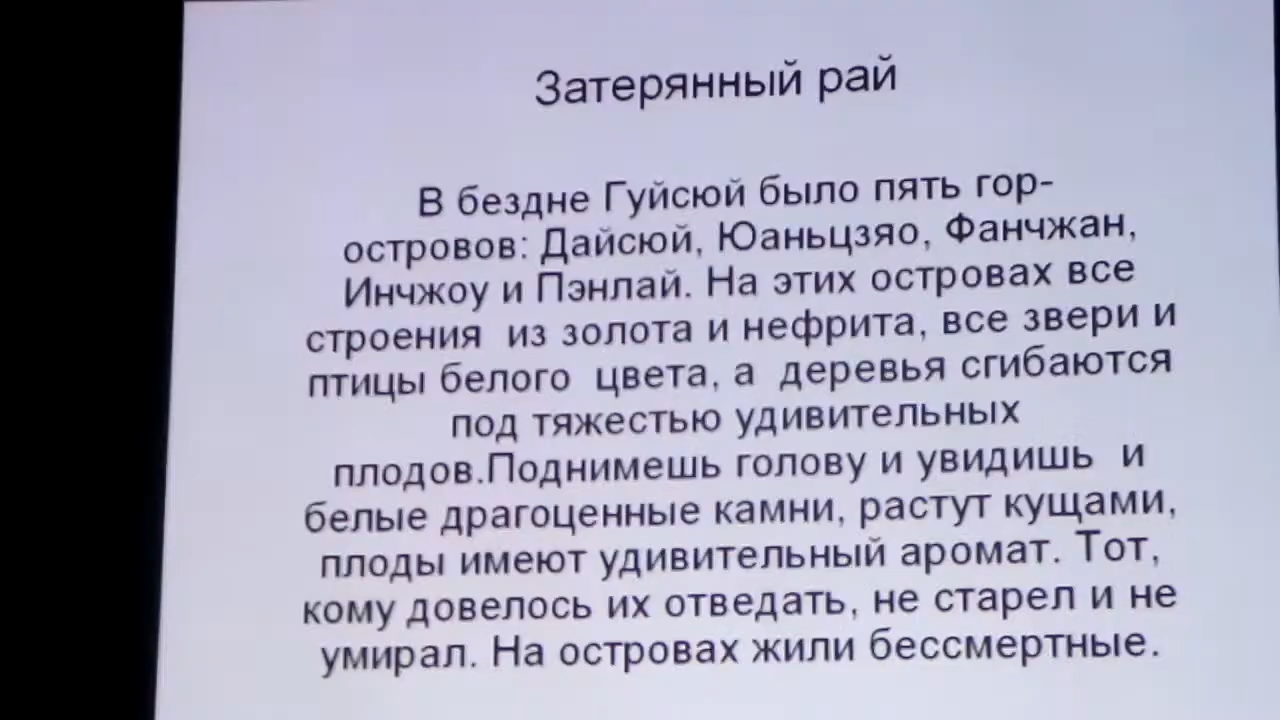 Затерянный рай
В бездне Гуйсюй было пять гор-
островов: Дайсюй, Юаньцзяо, Фанчжан,
Инчжоу и Пэнлай. На этих островах все
строения из золота и нефрита, все звери и
птицы белого цвета, а деревья сгибаются
под тяжестью удивительных
плодов.Поднимешь голову и увидишь и
белые драгоценные камни, растут кущами,
плоды имеют удивительный аромат. Тот,
кому довелось их отведать, не старел и не
умирал. На островах жили бессмертные.